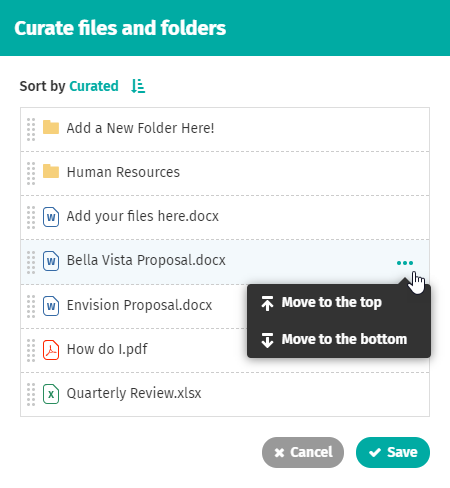 Curate files and folders
Sort by Curated
Add a New Folder Here!
Human Resources
W Add your files here.docx
W Bella Vista Proposal.docx
Move to the top
W Envision Proposal.docx
Move to the bottom
How do I.pdf
X Quarterly Review.xlsx
Cancel Save